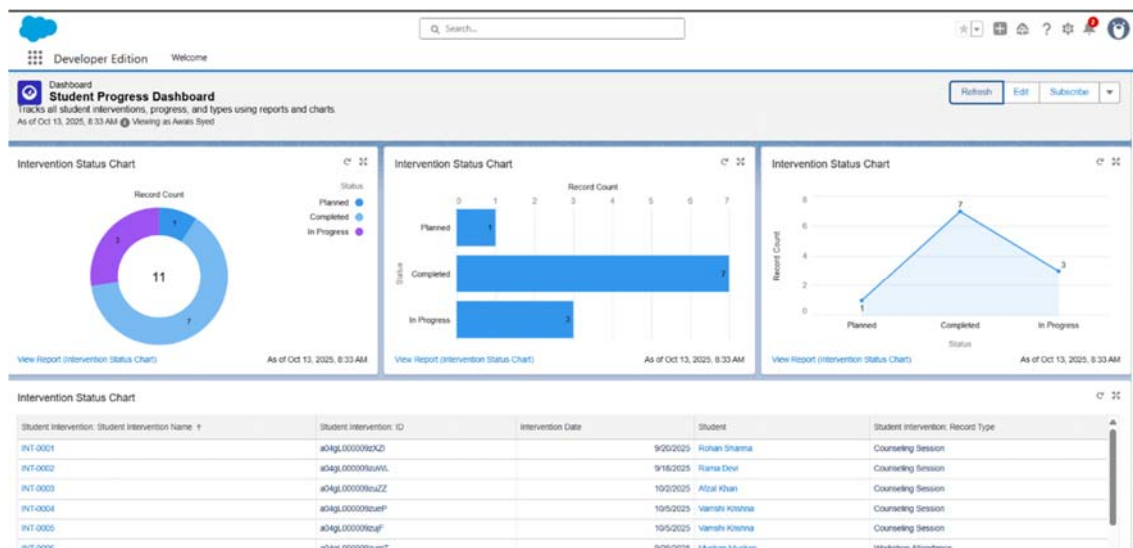 Search...
2
Developer Edition
Welcome
Dashboard
Student Progress Dashboard
Tracks all student interventions, progress, and types using reports and charts.
As of Oct 13, 2025, 8:33 AM Viewing as Awais Syed
Refresh
Edit
Subscribe
Intervention Status Chart
Record Count
Status
Planned
Completed
In Progress
1
3
11
7
View Report (Intervention Status Chart)
As of Oct 13, 2025, 8:33 AM
Intervention Status Chart
Record Count
0 1 2 3 4 5 6 7
Status
Planned
1
Completed
7
In Progress
3
View Report (Intervention Status Chart)
As of Oct 13, 2025, 8:33 AM
Intervention Status Chart
Record Count
8
6
4
2
0
7
3
1
Planned Completed In Progress
Status
View Report (Intervention Status Chart)
As of Oct 13, 2025, 8:33 AM
Intervention Status Chart
Student Intervention: Student Intervention Name ↑ Student Intervention: ID Intervention Date Student Student Intervention: Record Type
INT-0001 9/20/2025 Rohan Sharma Counseling Session
INT-0002 9/18/2025 Rama Devi Counseling Session
INT-0003 a04gL000009zuZZ 10/2/2025 Afzal Khan Counseling Session
INT-0004 a04gL000009zueP 10/5/2025 Vamshi Krishna Counseling Session
INT-0005 10/5/2025 Vamshi Krishna Counseling Session